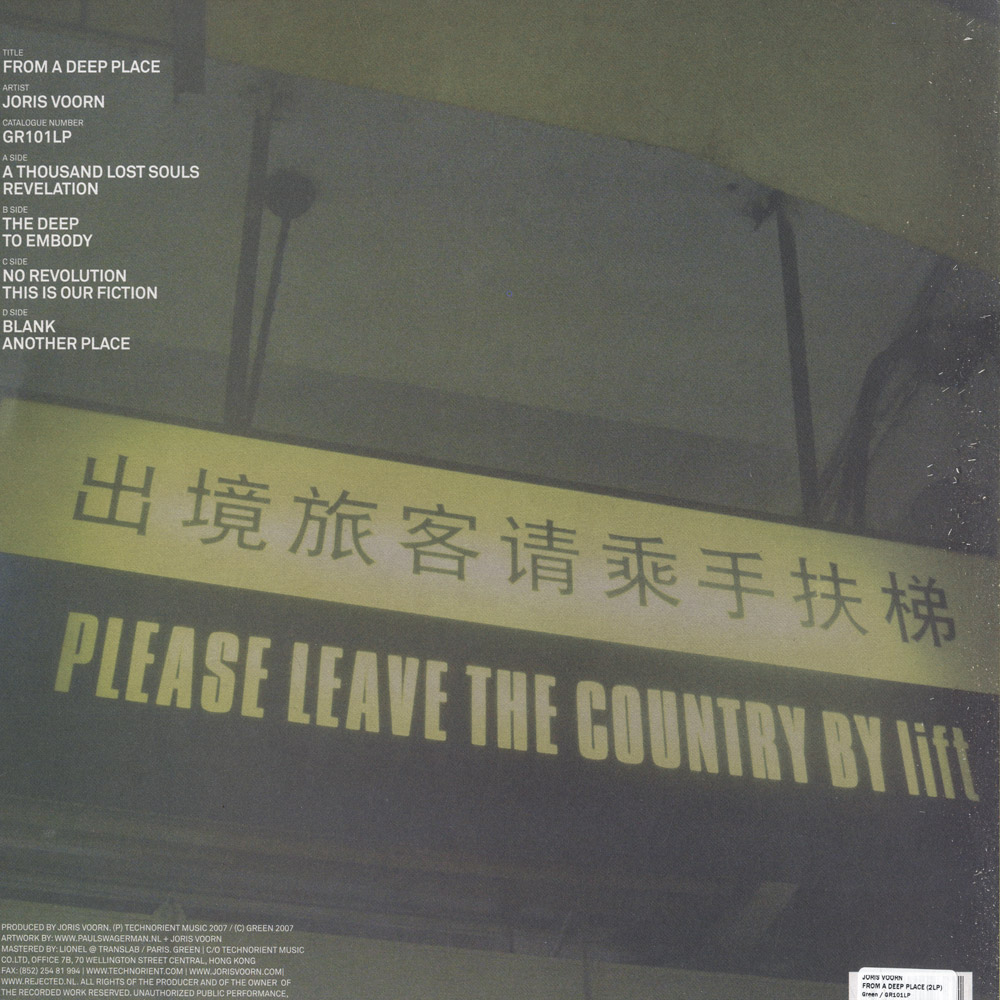 TITLE
FROM A DEEP PLACE
ARTIST
JORIS VOORN
CATALOGUE NUMBER
GR101LP
A SIDE
A THOUSAND LOST SOULS
REVELATION
B SIDE
THE DEEP
TO EMBODY
C SIDE
NO REVOLUTION
THIS IS OUR FICTION
D SIDE
BLANK
ANOTHER PLACE
出境旅客请乘手扶梯
PLEASE LEAVE THE COUNTRY BY lift
PRODUCED BY JORIS VOORN. (P) TECHNORIENT MUSIC 2007 / (C) GREEN 2007
ARTWORK BY: WWW.PAULSWAGERMAN.NL + JORIS VOORN
MASTERED BY: LIONEL @ TRANSLAB / PARIS. GREEN | C/O TECHNORIENT MUSIC
CO.LTD, OFFICE 7B, 70 WELLINGTON STREET CENTRAL, HONG KONG
FAX: (852) 254 81 994 | WWW.TECHNORIENT.COM | WWW.JORISVOORN.COM|
WWW.REJECTED.NL. ALL RIGHTS OF THE PRODUCER AND OF THE OWNER OF
THE RECORDED WORK RESERVED. UNAUTHORIZED PUBLIC PERFORMANCE,
JORIS VOORN
FROM A DEEP PLACE (2LP)
Green / GR101LP